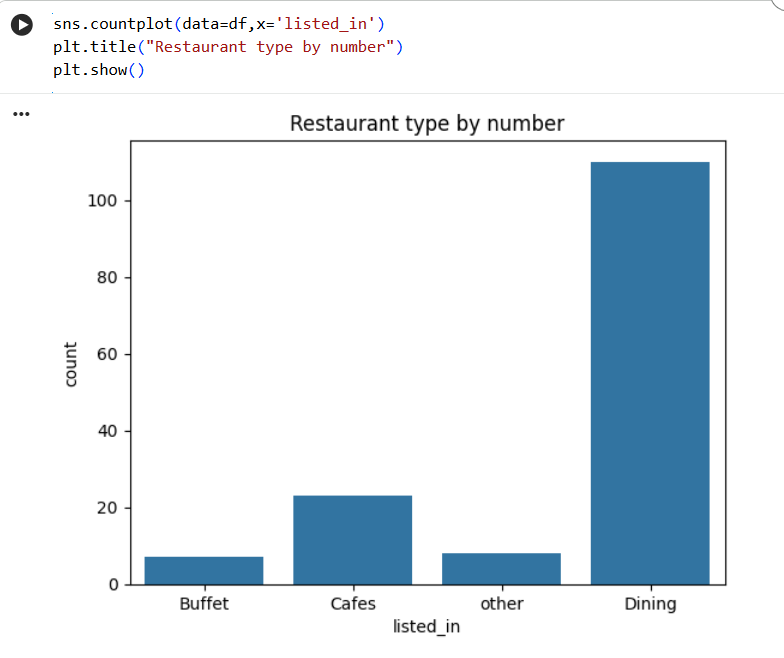 sns.countplot(data=df,x='listed_in')
plt.title("Restaurant type by number")
plt.show()
Restaurant type by number
100
80
60
40
20
0
count
Buffet Cafes other Dining
listed_in